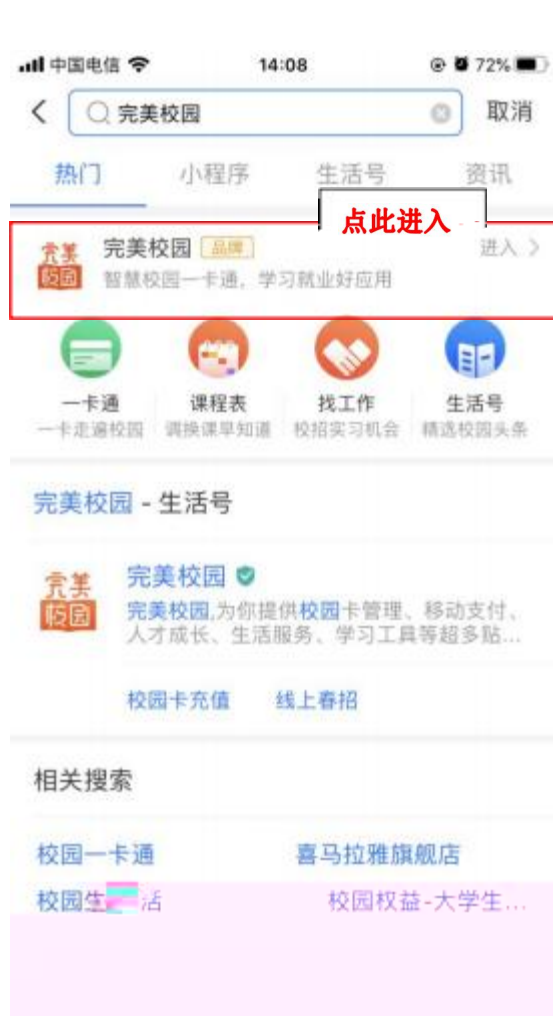 中国电信 14:08 72%
完美校园 取消
热门 小程序 生活号 资讯
点此进入
完美校园 完美校园 品牌 进入
智慧校园一卡通，学习就业好应用
一卡通 课程表 找工作 生活号
一卡走遍校园 调换课早知道 校招实习机会 精选校园头条
完美校园 - 生活号
完美校园 完美校园
完美校园,为你提供校园卡管理、移动支付、
人才成长、生活服务、学习工具等超多贴...
校园卡充值 线上春招
相关搜索
校园一卡通 喜马拉雅旗舰店
校园生活 校园权益-大学生...